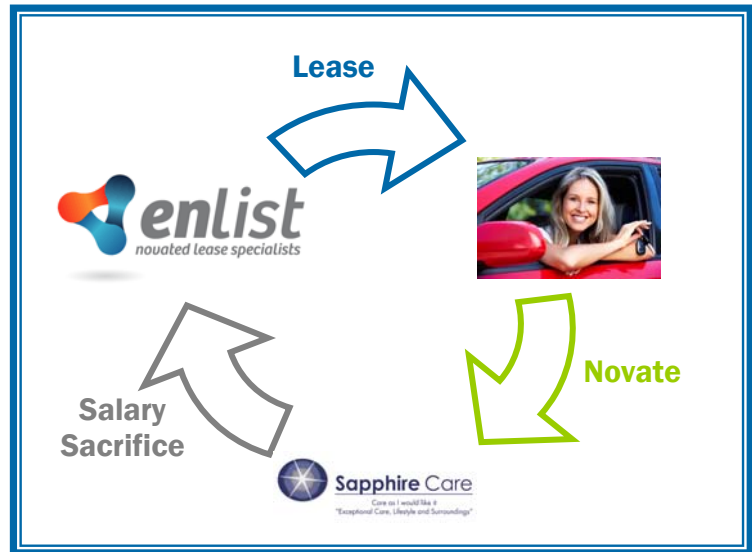 Lease
enlist
novated lease specialists
Novate
Salary
Sacrifice
Sapphire Care
Care as I would like it
"Exceptional Care, Lifestyle and Surroundings"